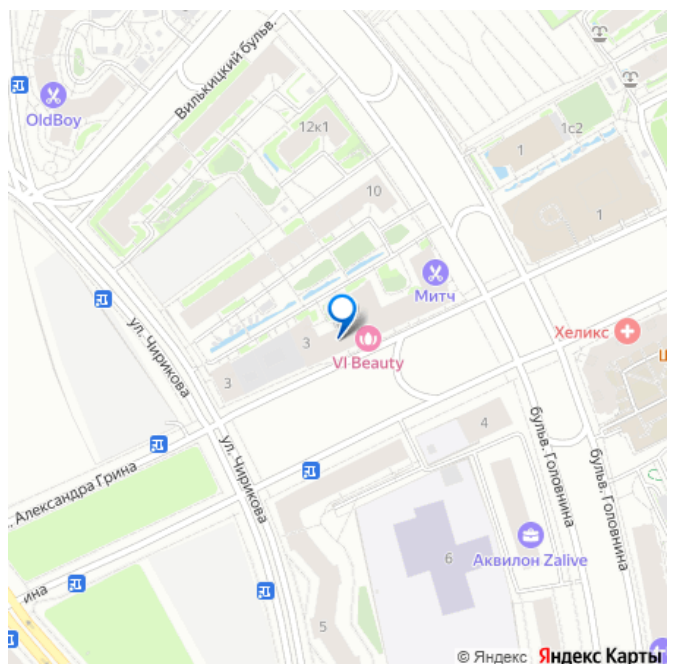 Вилькицкий бульв.
OldBoy
12к1
1с2
1
10
1
Митч
Хеликс
3
VI Beauty
3
ул. Чирикова
4
ул. Чирикова
бульв. Головнина
бульв. Головнина
. Александра Грина
Аквилон Zalive
6
ина
5
© Яндекс Яндекс Карты